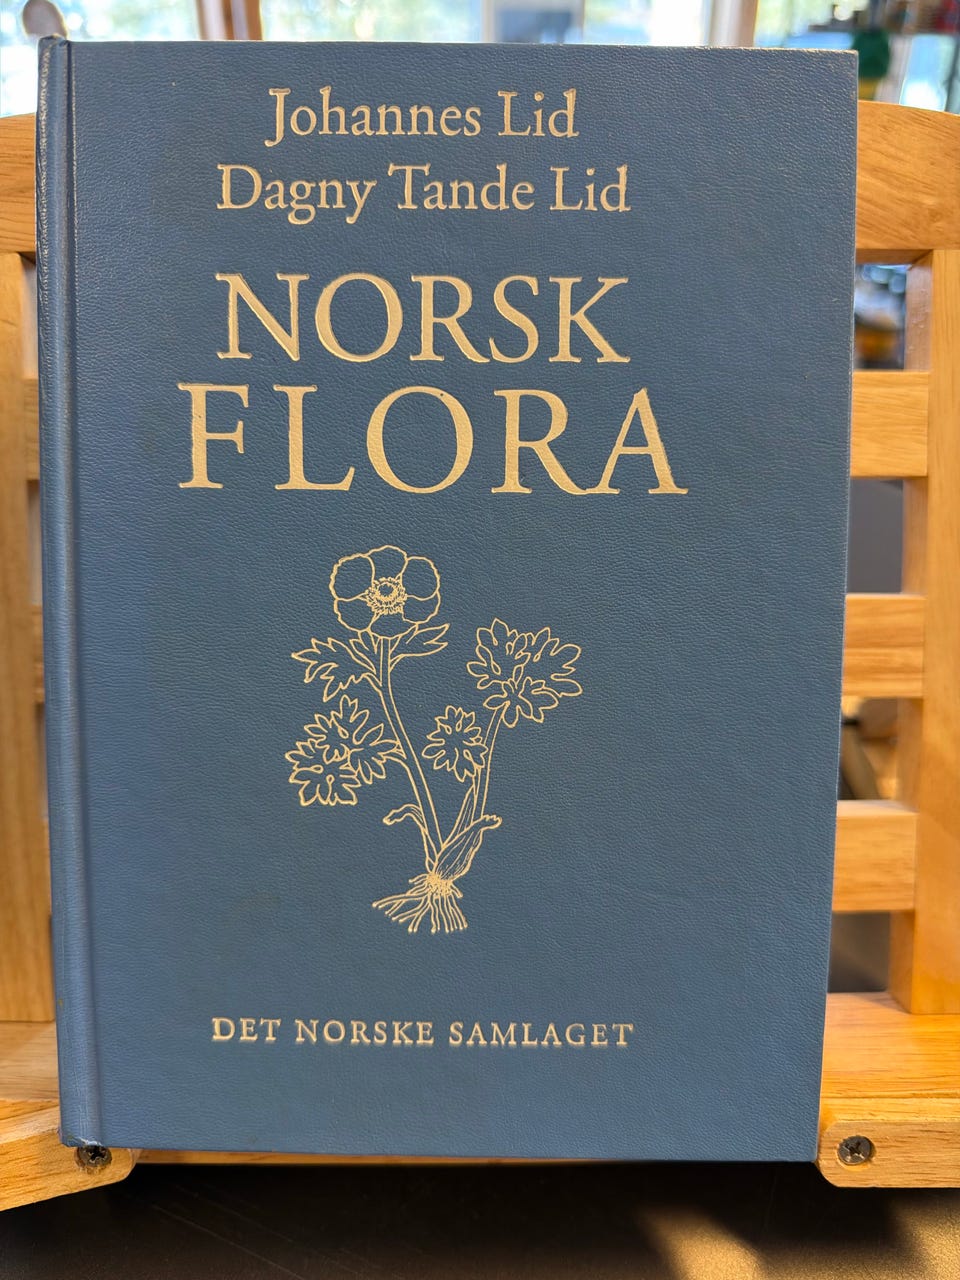 Johannes Lid
Dagny Tande Lid
NORSK
FLORA
DET NORSKE SAMLAGET